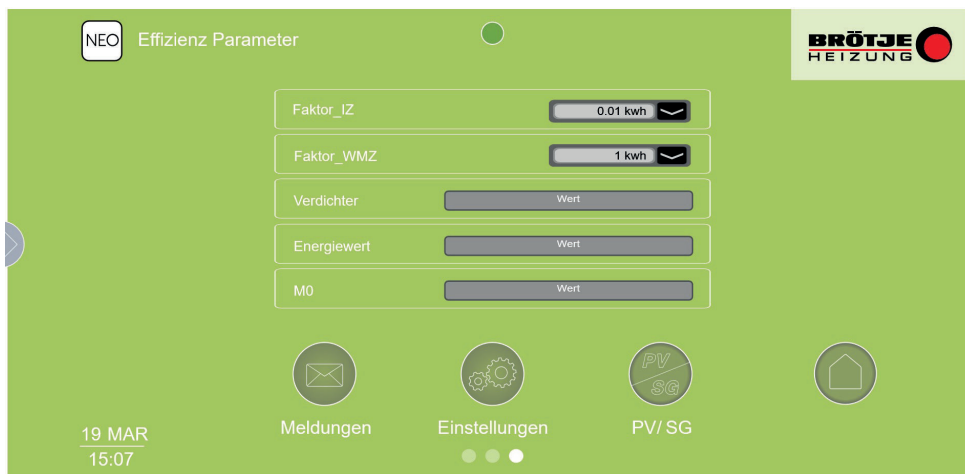 NEO Effizienz Parameter
BRÖTJE
HEIZUNG
Faktor_IZ 0.01 kwh
Faktor_WMZ 1 kwh
Verdichter Wert
Energiewert Wert
M0 Wert
PV
SG
Meldungen Einstellungen PV/ SG
19 MAR
15:07